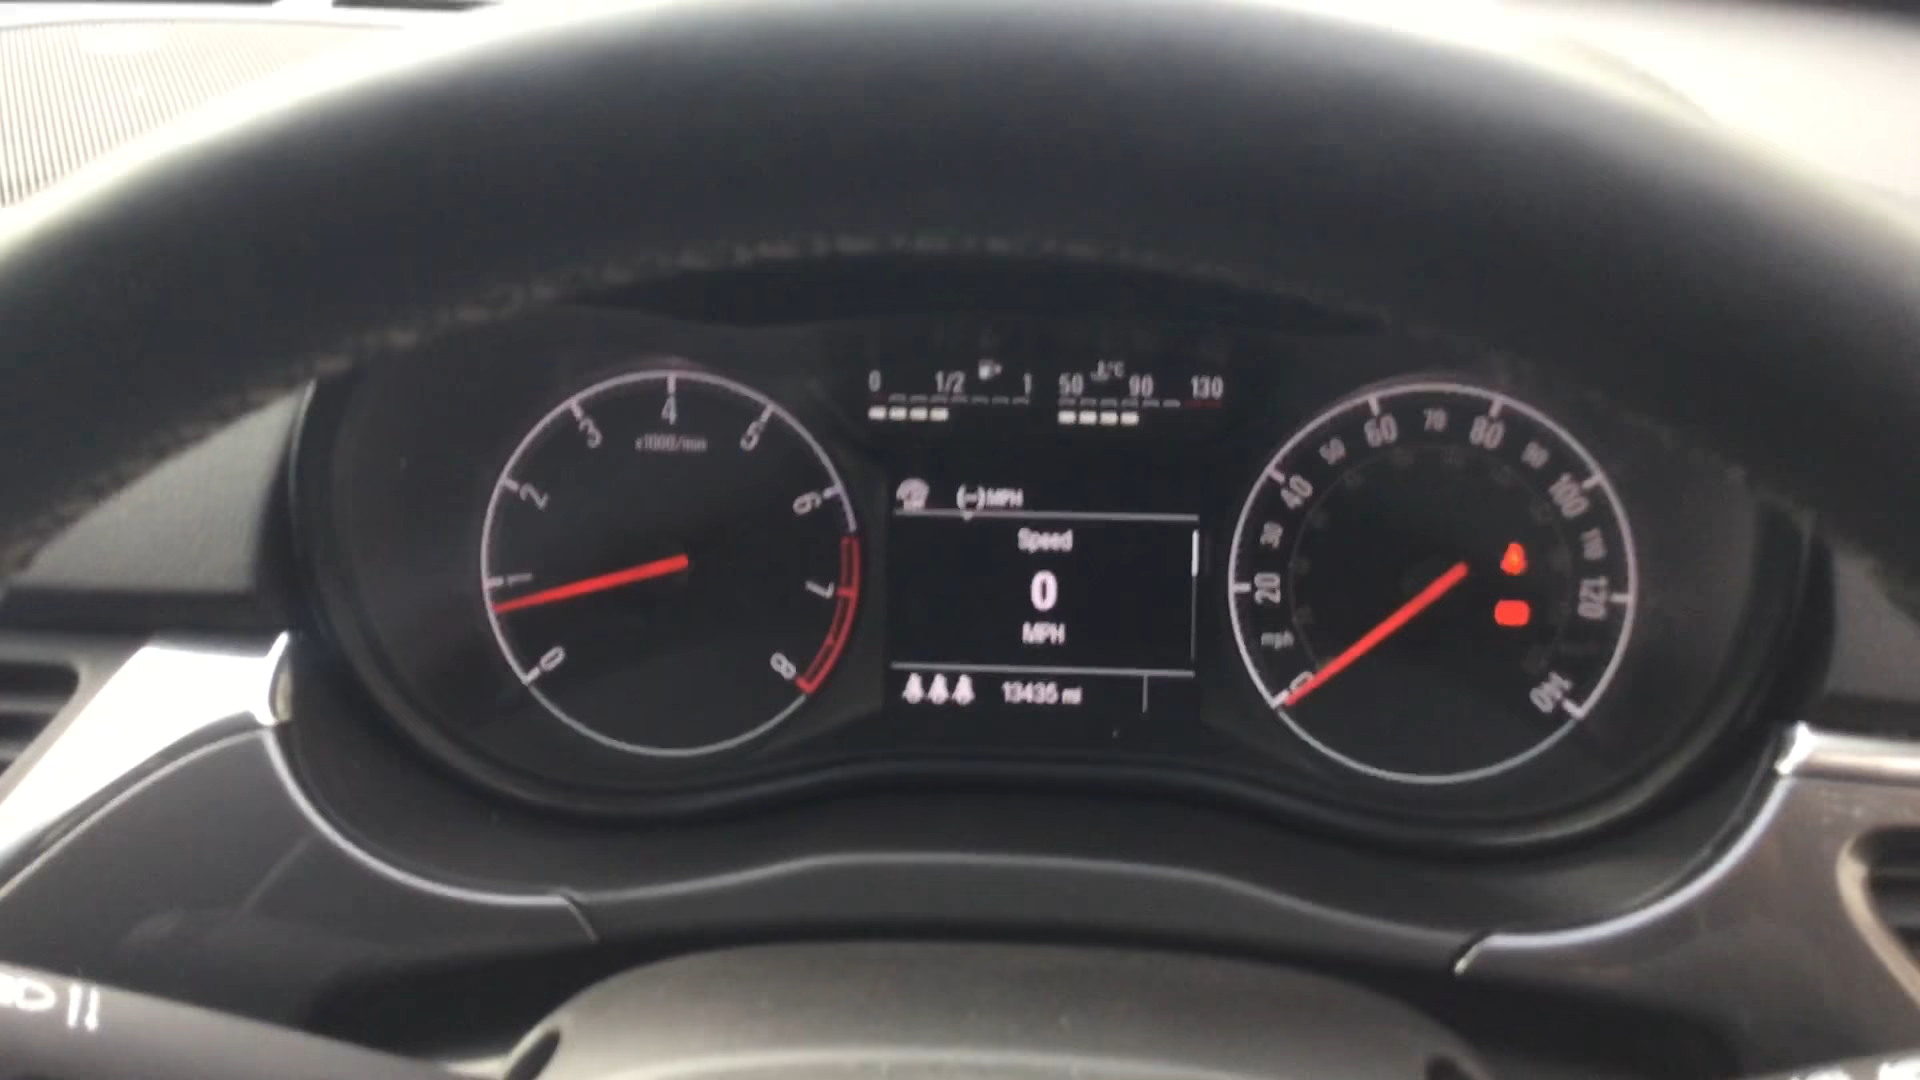 0 1/2 1
50 °C 90 130
0 1 2 3 4 5 6 7 8
x1000/min
(--)MPH
Speed
0
MPH
13435 mi
0 20 30 40 50 60 70 80 90 100 110 120 140
mph